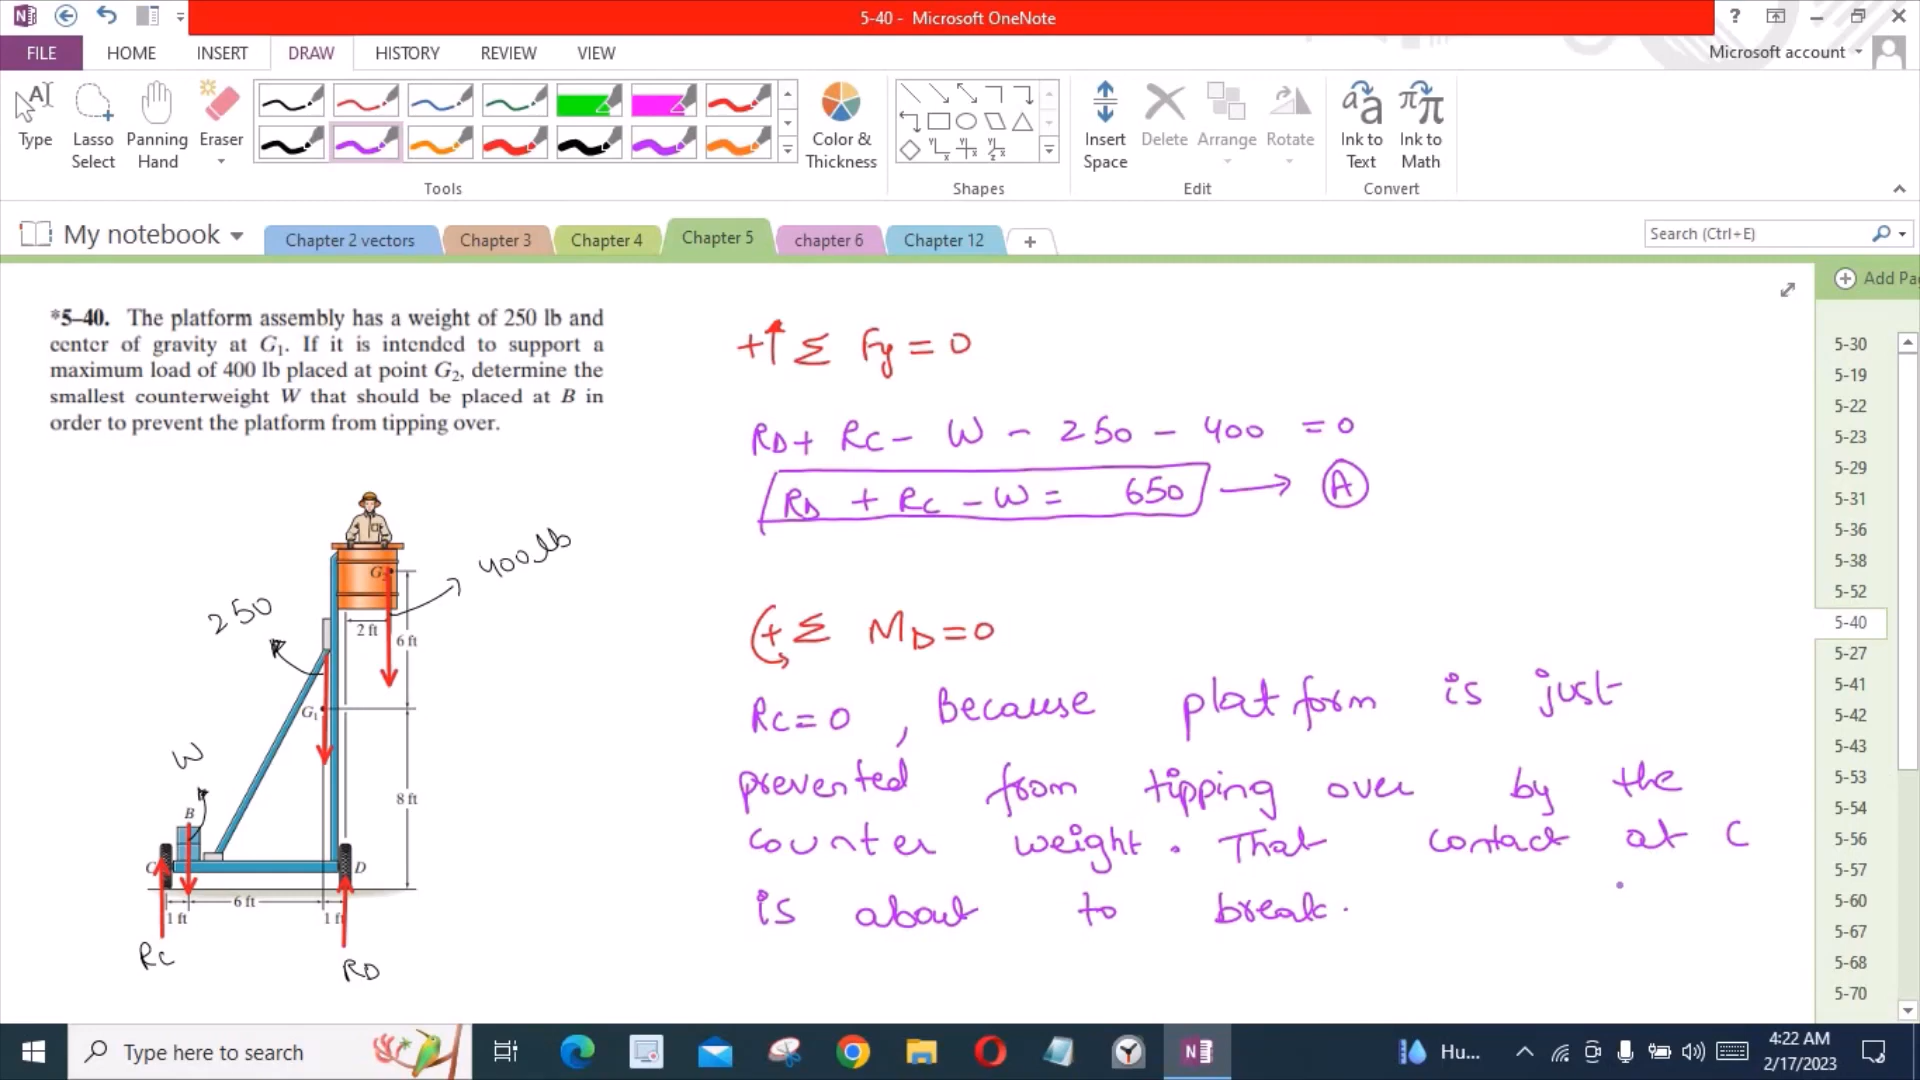 5-40 - Microsoft OneNote
?
FILE HOME INSERT DRAW HISTORY REVIEW VIEW
Microsoft account
Type
Lasso Select
Panning Hand
Eraser
Color & Thickness
Insert Space
Delete
Arrange
Rotate
Ink to Text
Ink to Math
Tools
Shapes
Edit
Convert
My notebook
Chapter 2 vectors
Chapter 3
Chapter 4
Chapter 5
chapter 6
Chapter 12
Search (Ctrl+E)
Add Pa
*5–40. The platform assembly has a weight of 250 lb and
center of gravity at G₁. If it is intended to support a
maximum load of 400 lb placed at point G₂, determine the
smallest counterweight W that should be placed at B in
order to prevent the platform from tipping over.
400 lb
250
G₂
2 ft
6 ft
G₁
W
B
8 ft
C
D
1 ft
6 ft
1 ft
RC
RD
+↑ Σ Fy = 0
RD + RC - W - 250 - 400 = 0
RD + RC - W = 650 → A
(+ Σ MD = 0
RC = 0 , Because platform is just
prevented from tipping over by the
counter weight. That contact at C
is about to break.
5-30
5-19
5-22
5-23
5-29
5-31
5-36
5-38
5-52
5-40
5-27
5-41
5-42
5-43
5-53
5-54
5-56
5-57
5-60
5-67
5-68
5-70
Type here to search
Hu...
4:22 AM
2/17/2023